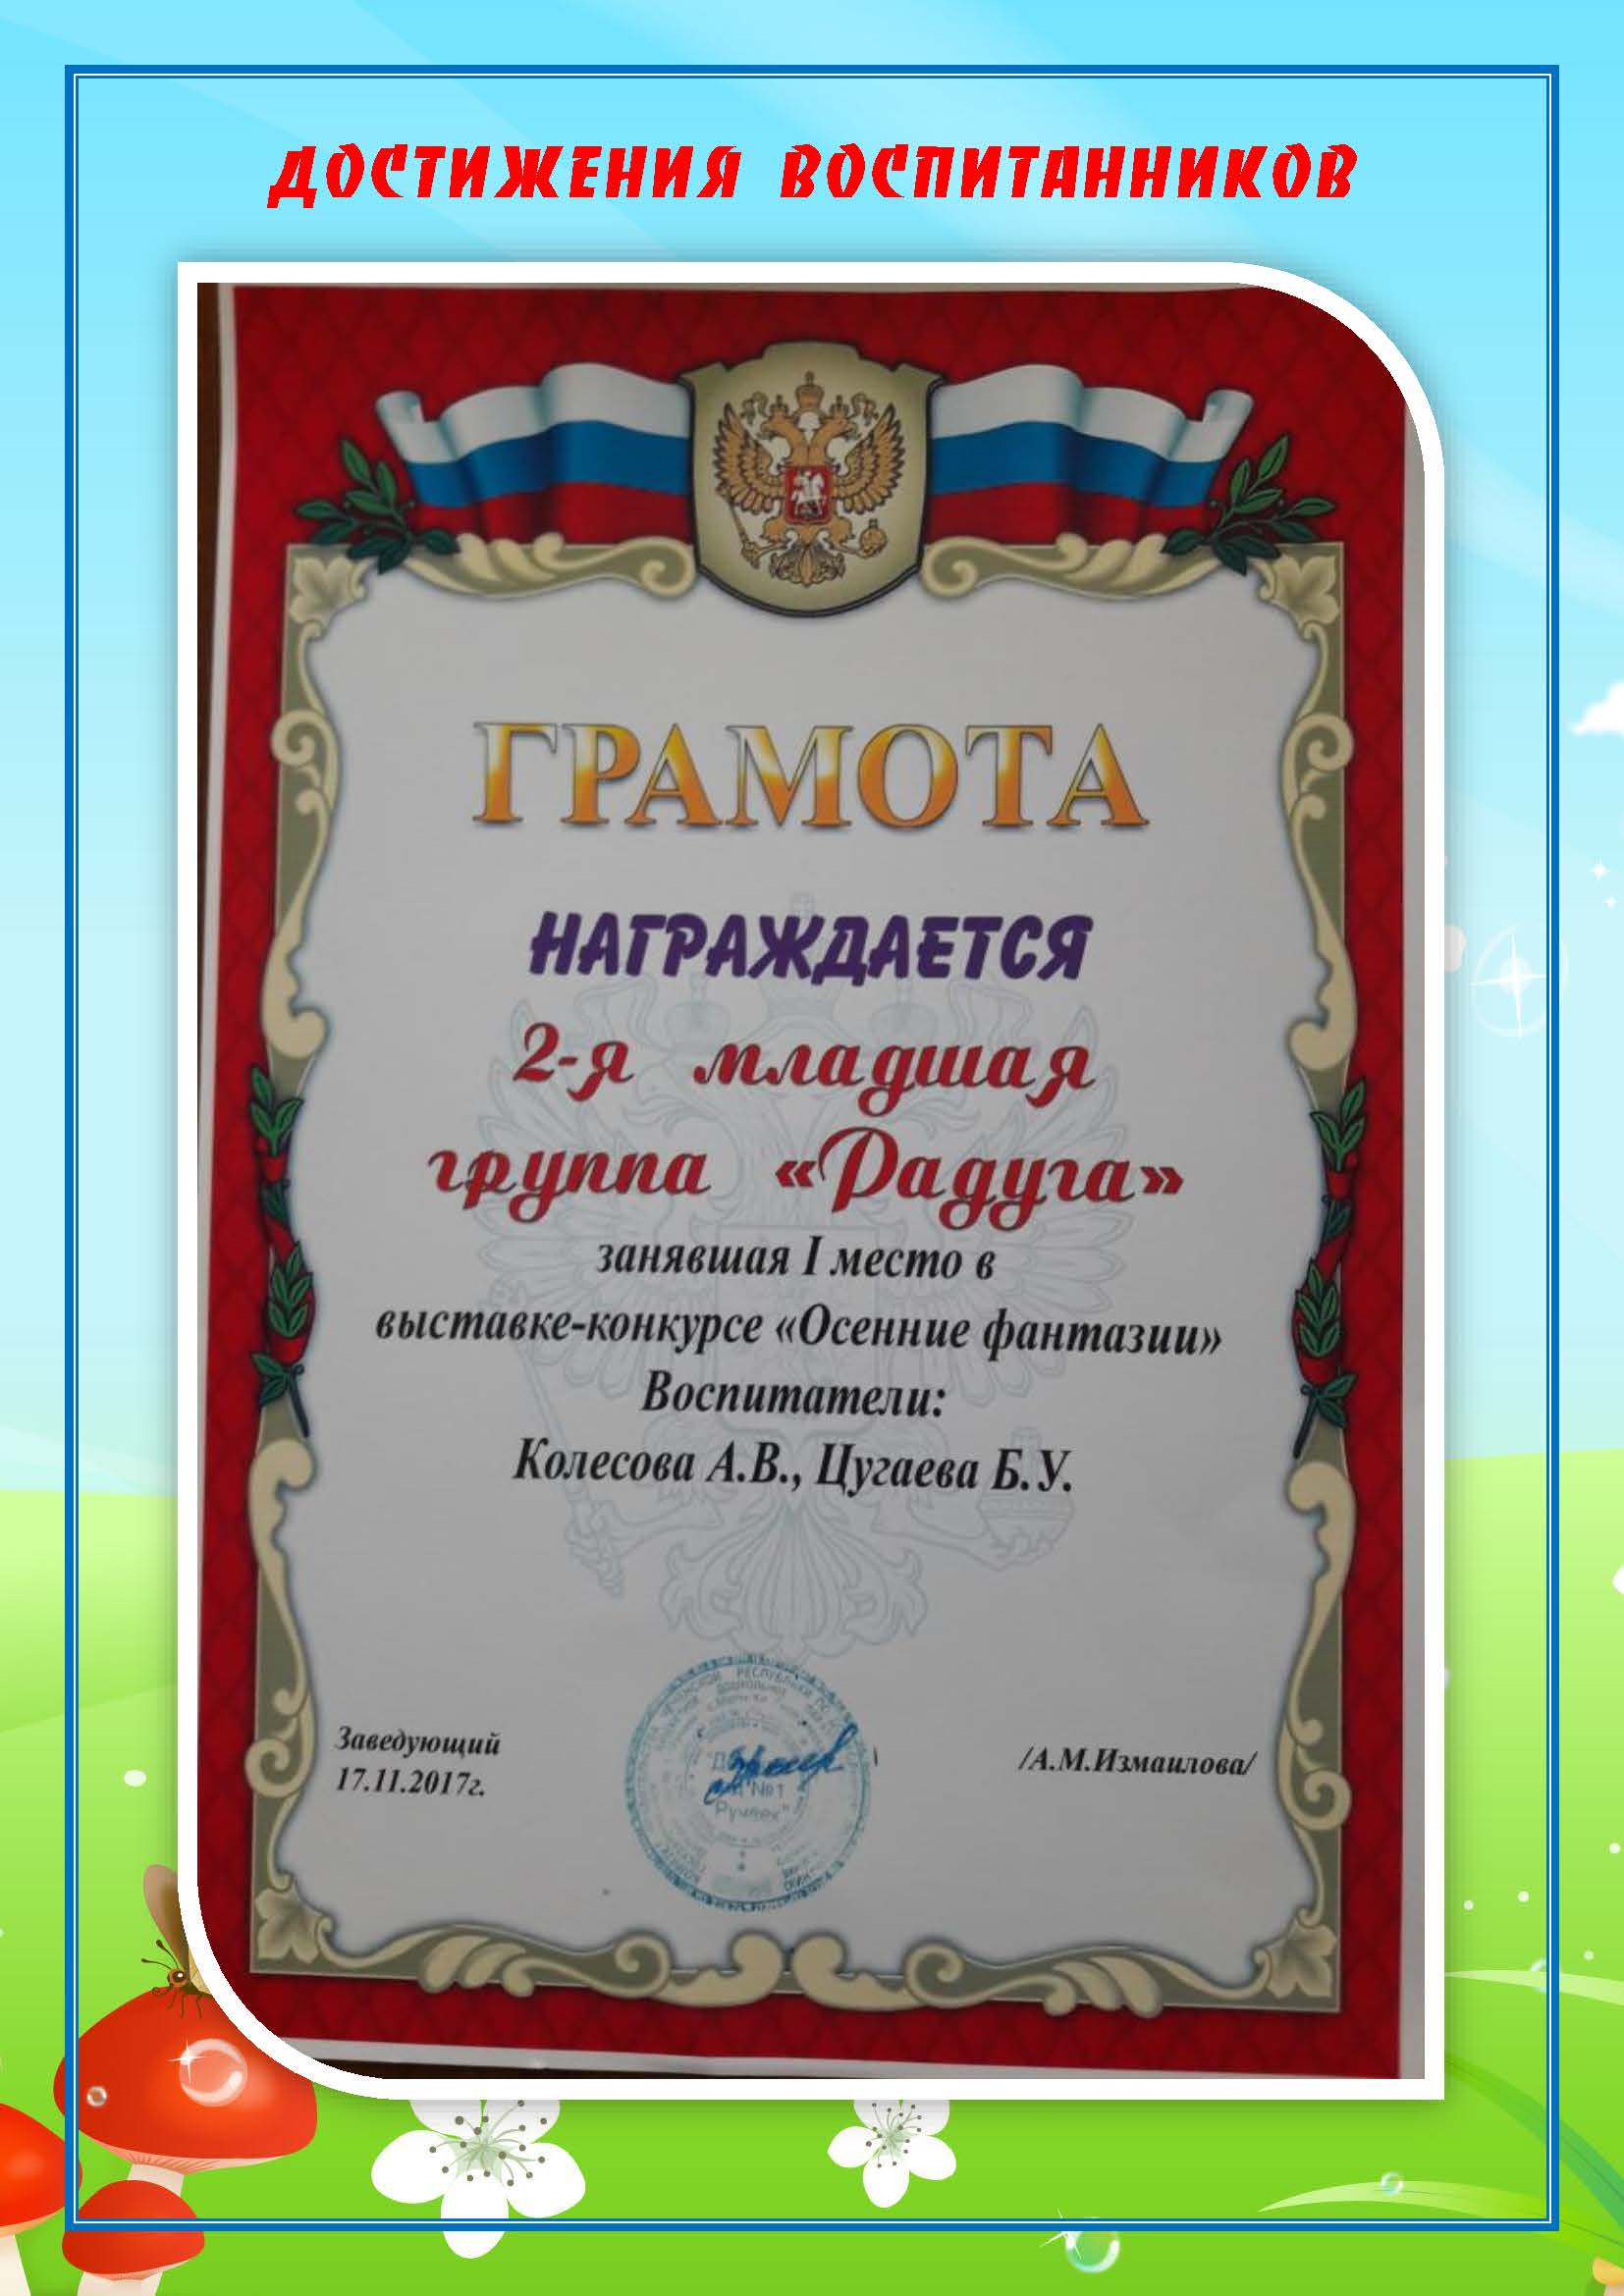 ДОСТИЖЕНИЯ ВОСПИТАННИКОВ
ГРАМОТА
НАГРАЖДАЕТСЯ
2-я младшая
группа «Радуга»
занявшая I место в
выставке-конкурсе «Осенние фантазии»
Воспитатели:
Колесова А.В., Цугаева Б.У.
Заведующий
17.11.2017г.
/А.М.Измаилова/
РЕСПУБЛИКИ
№1